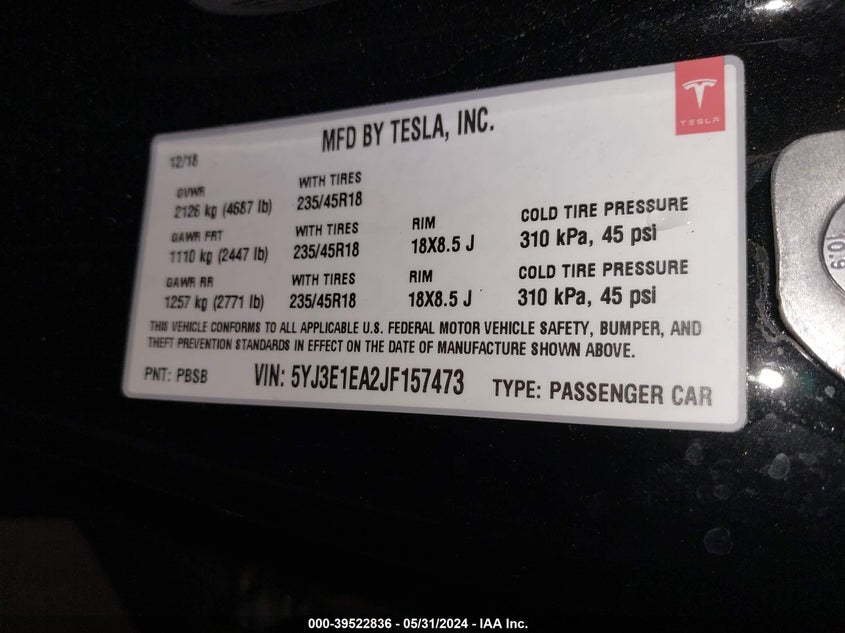 TESLA
MFD BY TESLA, INC.
12/18
GVWR WITH TIRES
2126 kg (4687 lb) 235/45R18
GAWR FRT WITH TIRES RIM COLD TIRE PRESSURE
1110 kg (2447 lb) 235/45R18 18X8.5 J 310 kPa, 45 psi
GAWR RR WITH TIRES RIM COLD TIRE PRESSURE
1257 kg (2771 lb) 235/45R18 18X8.5 J 310 kPa, 45 psi
THIS VEHICLE CONFORMS TO ALL APPLICABLE U.S. FEDERAL MOTOR VEHICLE SAFETY, BUMPER, AND
THEFT PREVENTION STANDARDS IN EFFECT ON THE DATE OF MANUFACTURE SHOWN ABOVE.
PNT: PBSB VIN: 5YJ3E1EA2JF157473 TYPE: PASSENGER CAR
10.9
000-39522836 - 05/31/2024 - IAA Inc.